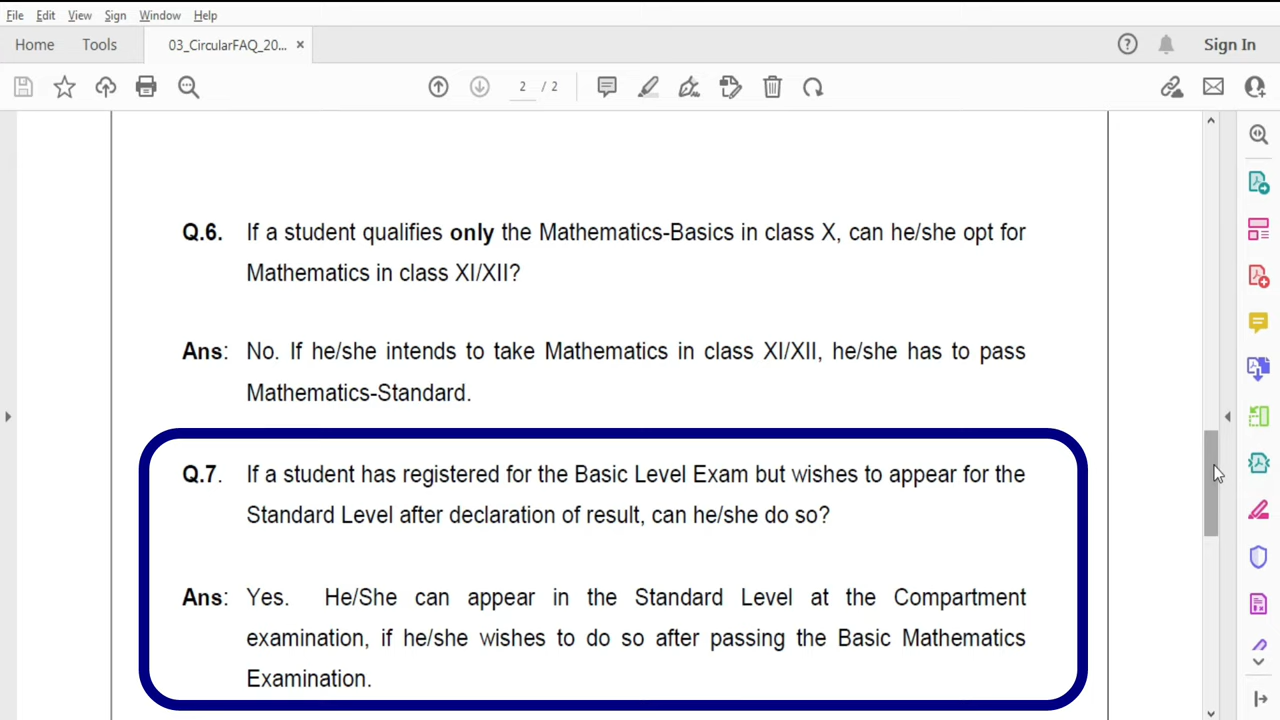 File Edit View Sign Window Help
Home Tools 03_CircularFAQ_20... × Sign In
2 / 2
Q.6. If a student qualifies only the Mathematics-Basics in class X, can he/she opt for
Mathematics in class XI/XII?
Ans: No. If he/she intends to take Mathematics in class XI/XII, he/she has to pass
Mathematics-Standard.
Q.7. If a student has registered for the Basic Level Exam but wishes to appear for the
Standard Level after declaration of result, can he/she do so?
Ans: Yes. He/She can appear in the Standard Level at the Compartment
examination, if he/she wishes to do so after passing the Basic Mathematics
Examination.